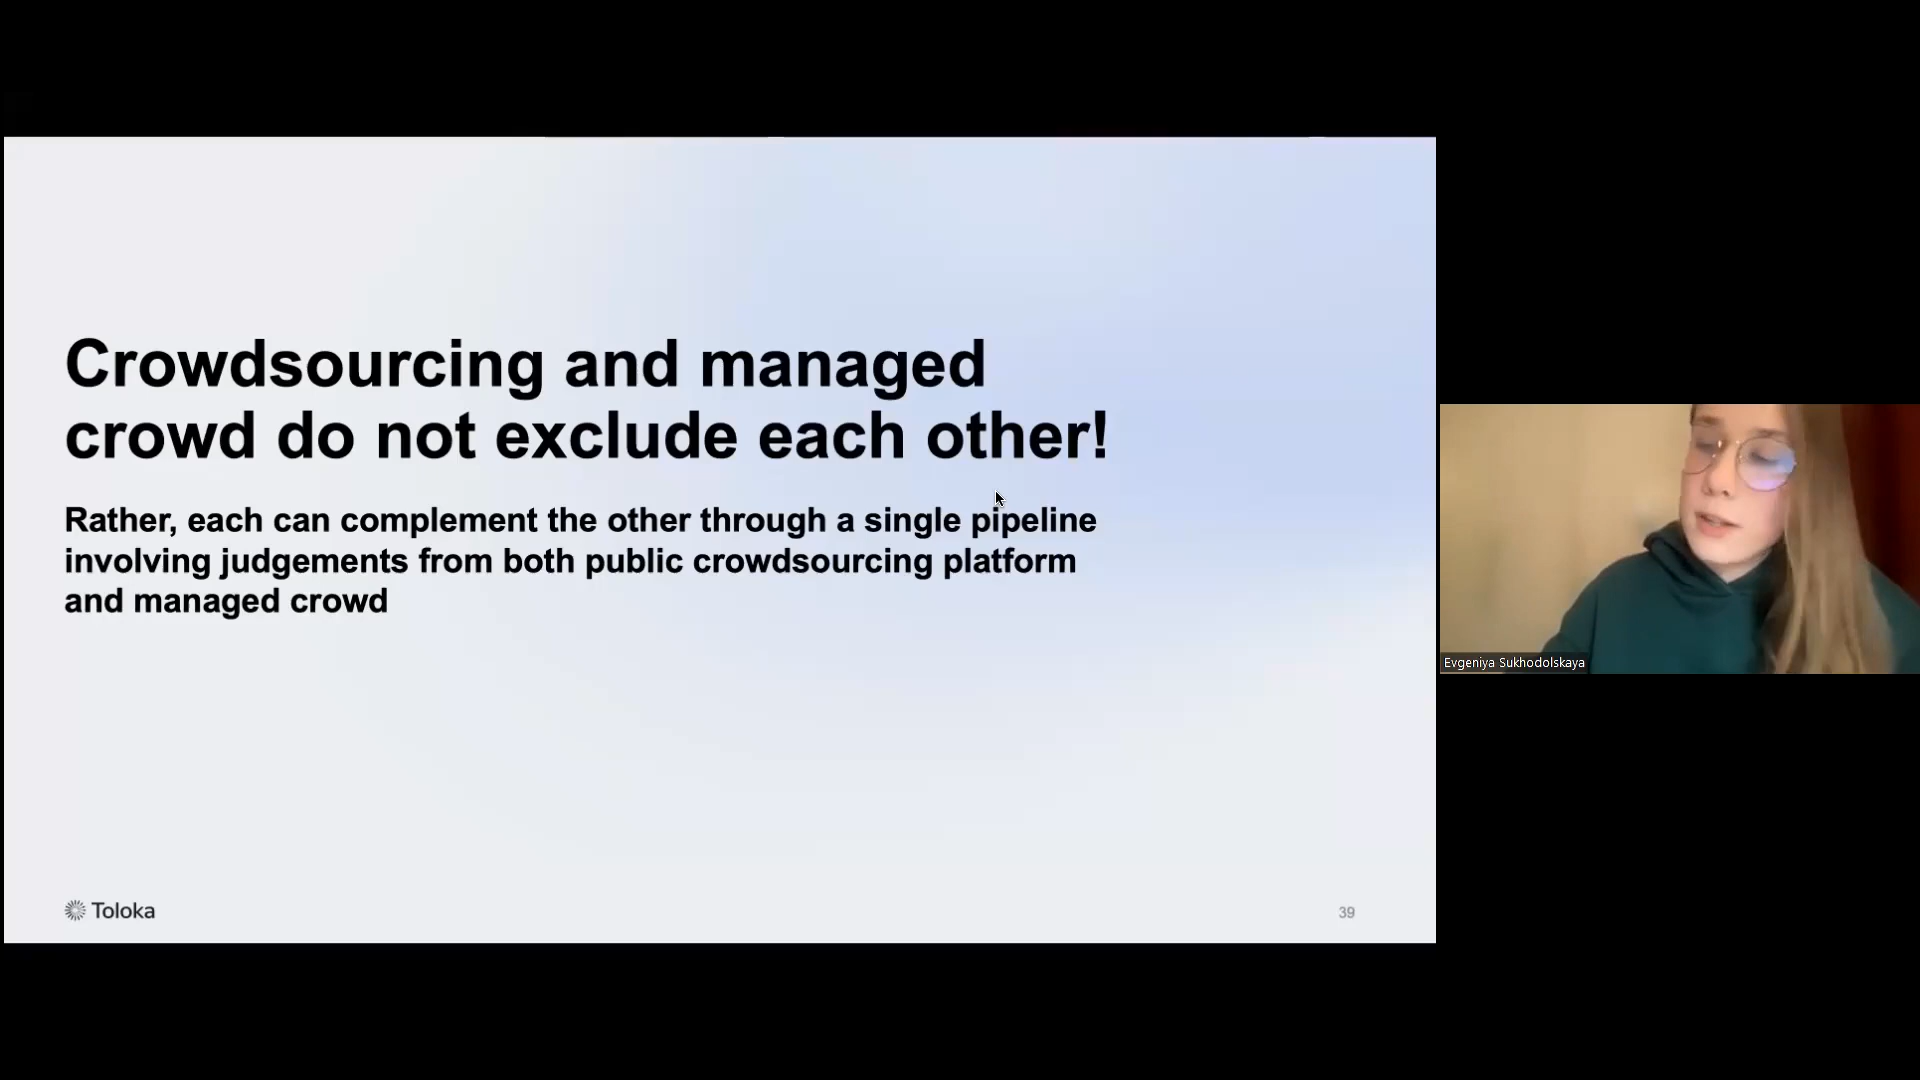 Crowdsourcing and managed
crowd do not exclude each other!
Rather, each can complement the other through a single pipeline
involving judgements from both public crowdsourcing platform
and managed crowd
Toloka
39
Evgeniya Sukhodolskaya